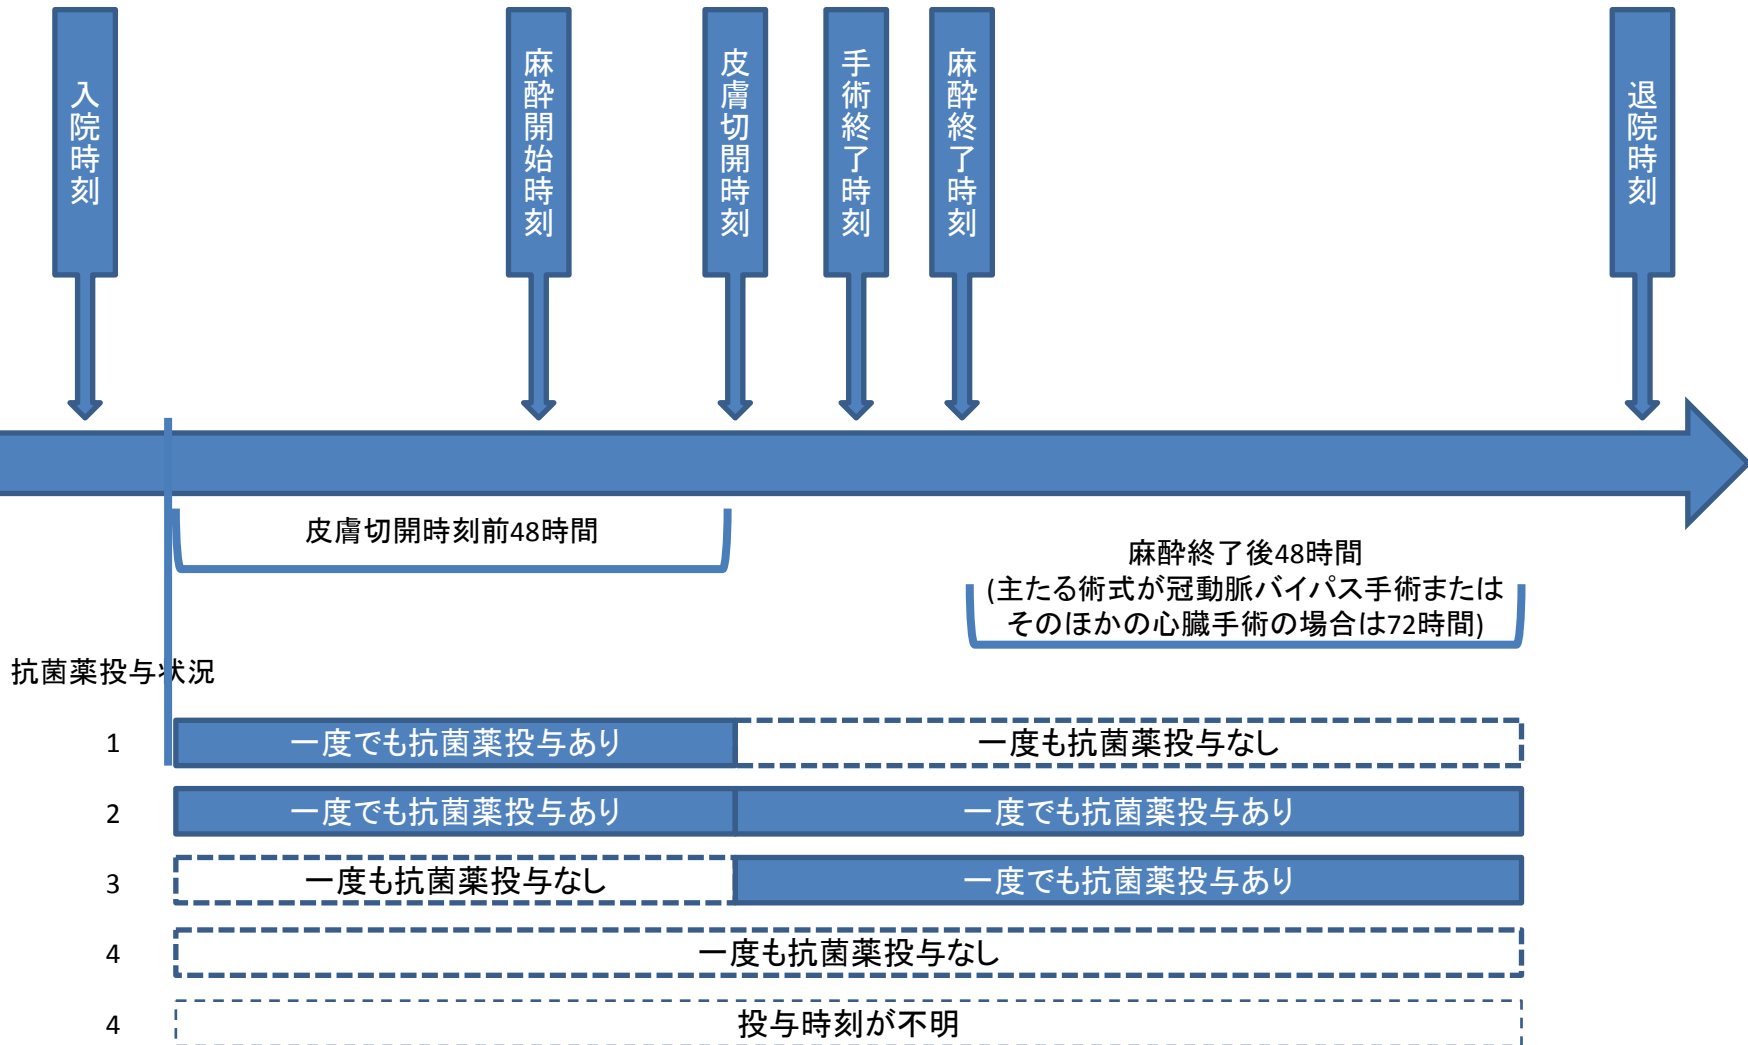 入院時刻
麻酔開始時刻
皮膚切開時刻
手術終了時刻
麻酔終了時刻
退院時刻
皮膚切開時刻前48時間
麻酔終了後48時間
(主たる術式が冠動脈バイパス手術または
そのほかの心臓手術の場合は72時間)
抗菌薬投与状況
1 一度でも抗菌薬投与あり 一度も抗菌薬投与なし
2 一度でも抗菌薬投与あり 一度でも抗菌薬投与あり
3 一度も抗菌薬投与なし 一度でも抗菌薬投与あり
4 一度も抗菌薬投与なし
4 投与時刻が不明